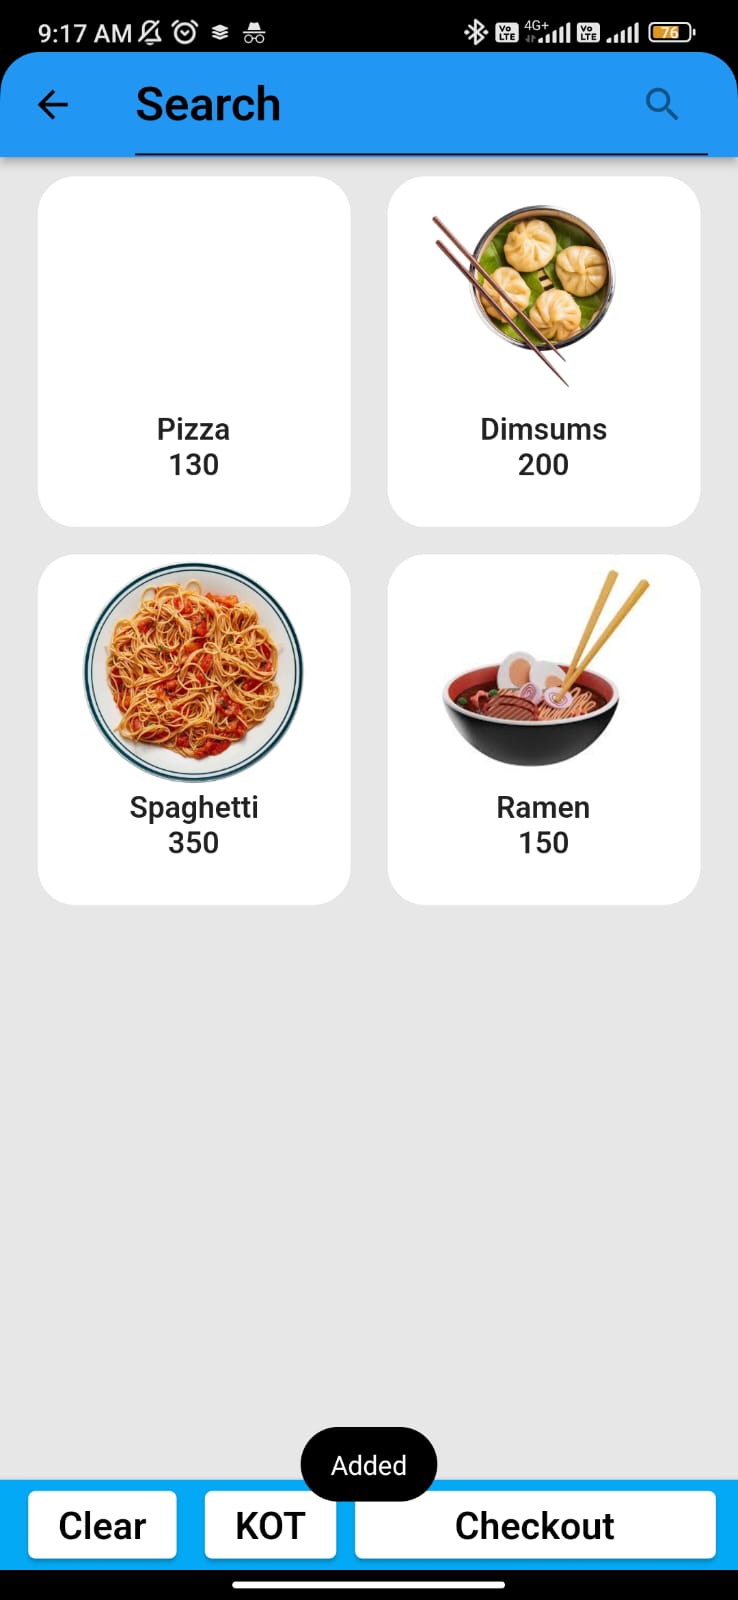 9:17 AM
Vo LTE 4G+ Vo LTE 76
Search
Pizza
130
Dimsums
200
Spaghetti
350
Ramen
150
Added
Clear
KOT
Checkout